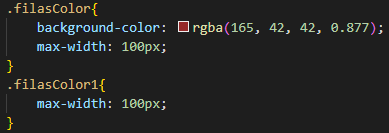 .filasColor{
    background-color: rgba(165, 42, 42, 0.877);
    max-width: 100px;
}
.filasColor1{
    max-width: 100px;
}